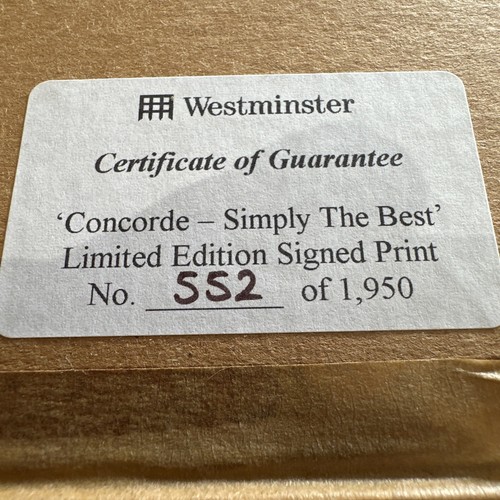 Westminster
Certificate of Guarantee
‘Concorde – Simply The Best’
Limited Edition Signed Print
No. 552 of 1,950